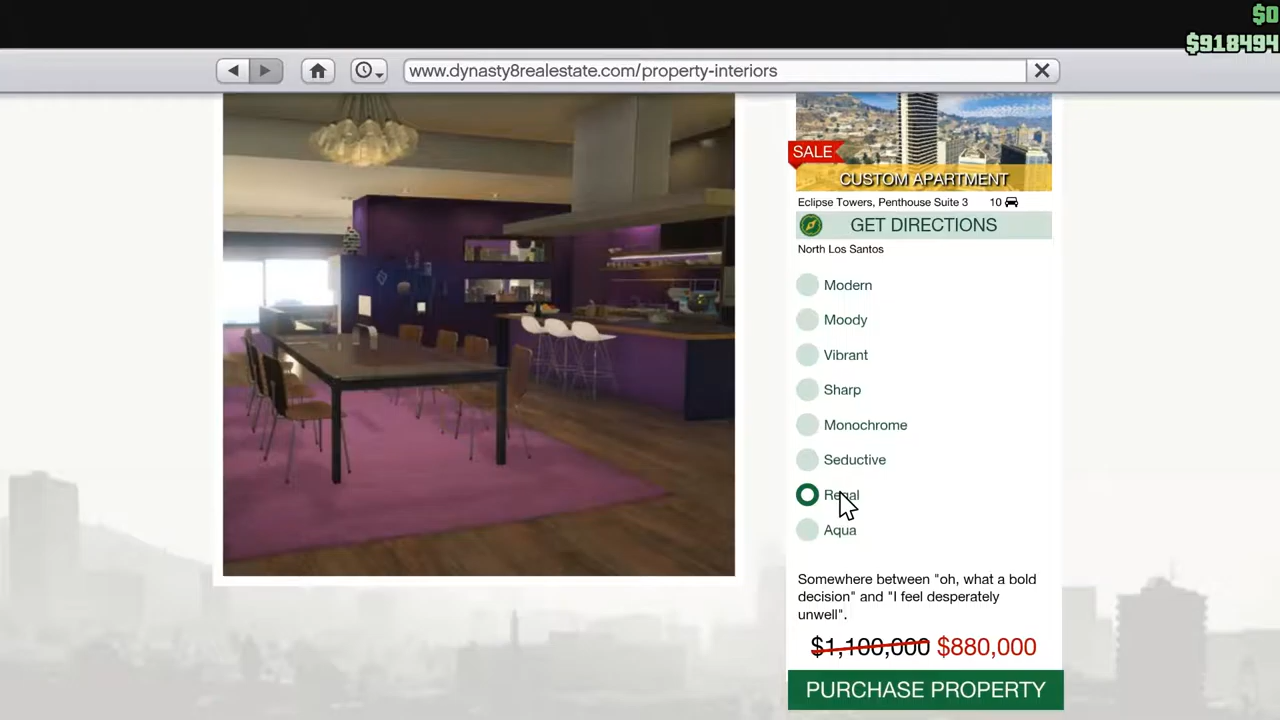 $0
$918494
www.dynasty8realestate.com/property-interiors
SALE
CUSTOM APARTMENT
Eclipse Towers, Penthouse Suite 3 10
GET DIRECTIONS
North Los Santos
Modern
Moody
Vibrant
Sharp
Monochrome
Seductive
Regal
Aqua
Somewhere between "oh, what a bold
decision" and "I feel desperately
unwell".
$1,100,000 $880,000
PURCHASE PROPERTY